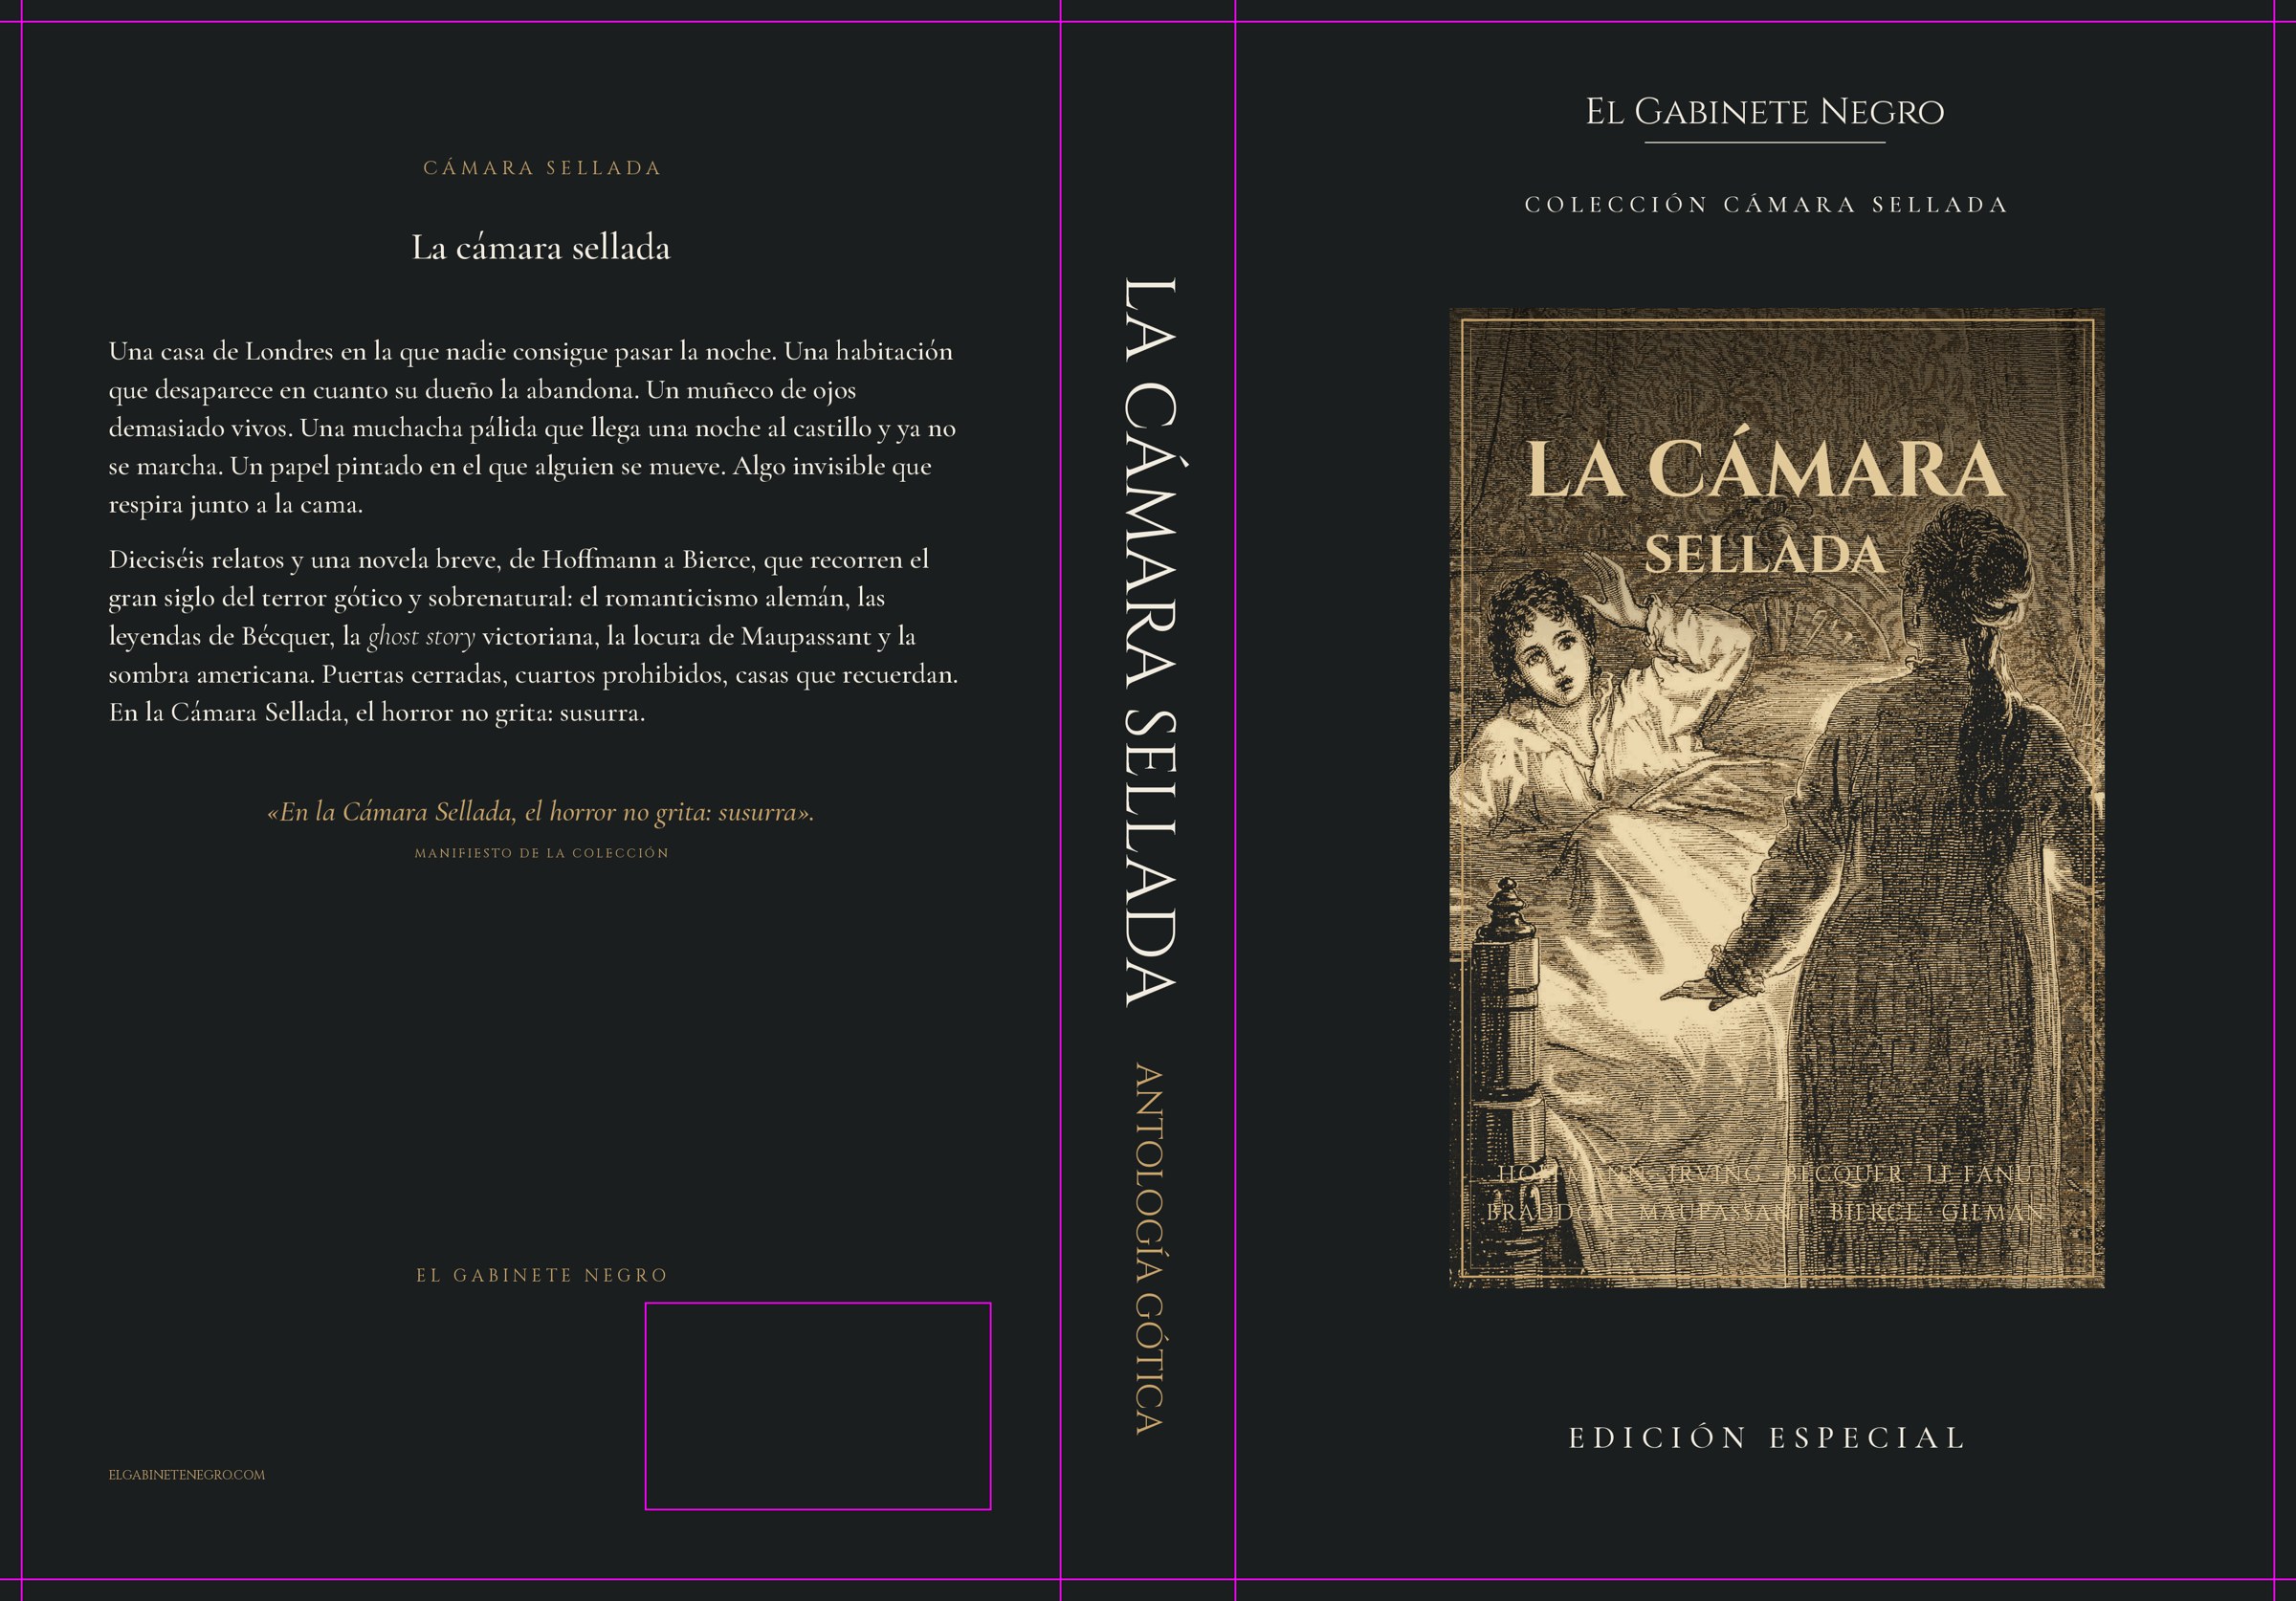 CÁMARA SELLADA
La cámara sellada
Una casa de Londres en la que nadie consigue pasar la noche. Una habitación
que desaparece en cuanto su dueño la abandona. Un muñeco de ojos
demasiado vivos. Una muchacha pálida que llega una noche al castillo y ya no
se marcha. Un papel pintado en el que alguien se mueve. Algo invisible que
respira junto a la cama.
Dieciséis relatos y una novela breve, de Hoffmann a Bierce, que recorren el
gran siglo del terror gótico y sobrenatural: el romanticismo alemán, las
leyendas de Bécquer, la ghost story victoriana, la locura de Maupassant y la
sombra americana. Puertas cerradas, cuartos prohibidos, casas que recuerdan.
En la Cámara Sellada, el horror no grita: susurra.
«En la Cámara Sellada, el horror no grita: susurra».
MANIFIESTO DE LA COLECCIÓN
EL GABINETE NEGRO
ELGABINETENEGRO.COM
LA CÁMARA SELLADA
ANTOLOGÍA GÓTICA
EL GABINETE NEGRO
COLECCIÓN CÁMARA SELLADA
LA CÁMARA
SELLADA
HOFFMANN · IRVING · BÉCQUER · LE FANU
BRADDON · MAUPASSANT · BIERCE · GILMAN
EDICIÓN ESPECIAL